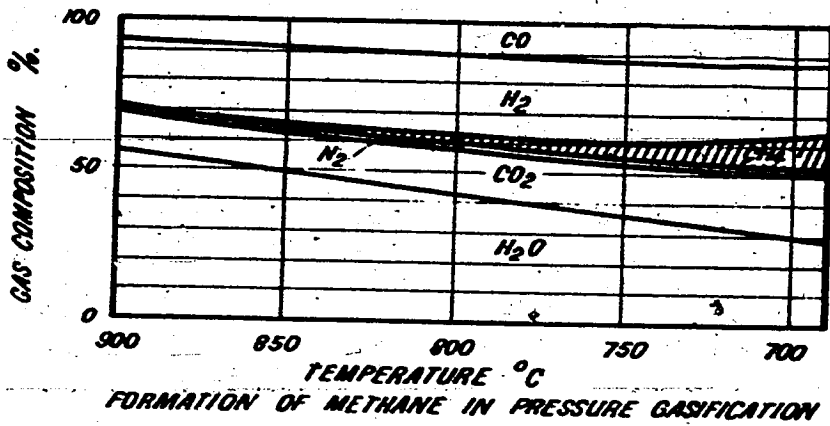 100
CO
H2
N2
CH4
50
CO2
H2O
0
900
850
800
750
700
GAS COMPOSITION %.
TEMPERATURE °C
FORMATION OF METHANE IN PRESSURE GASIFICATION